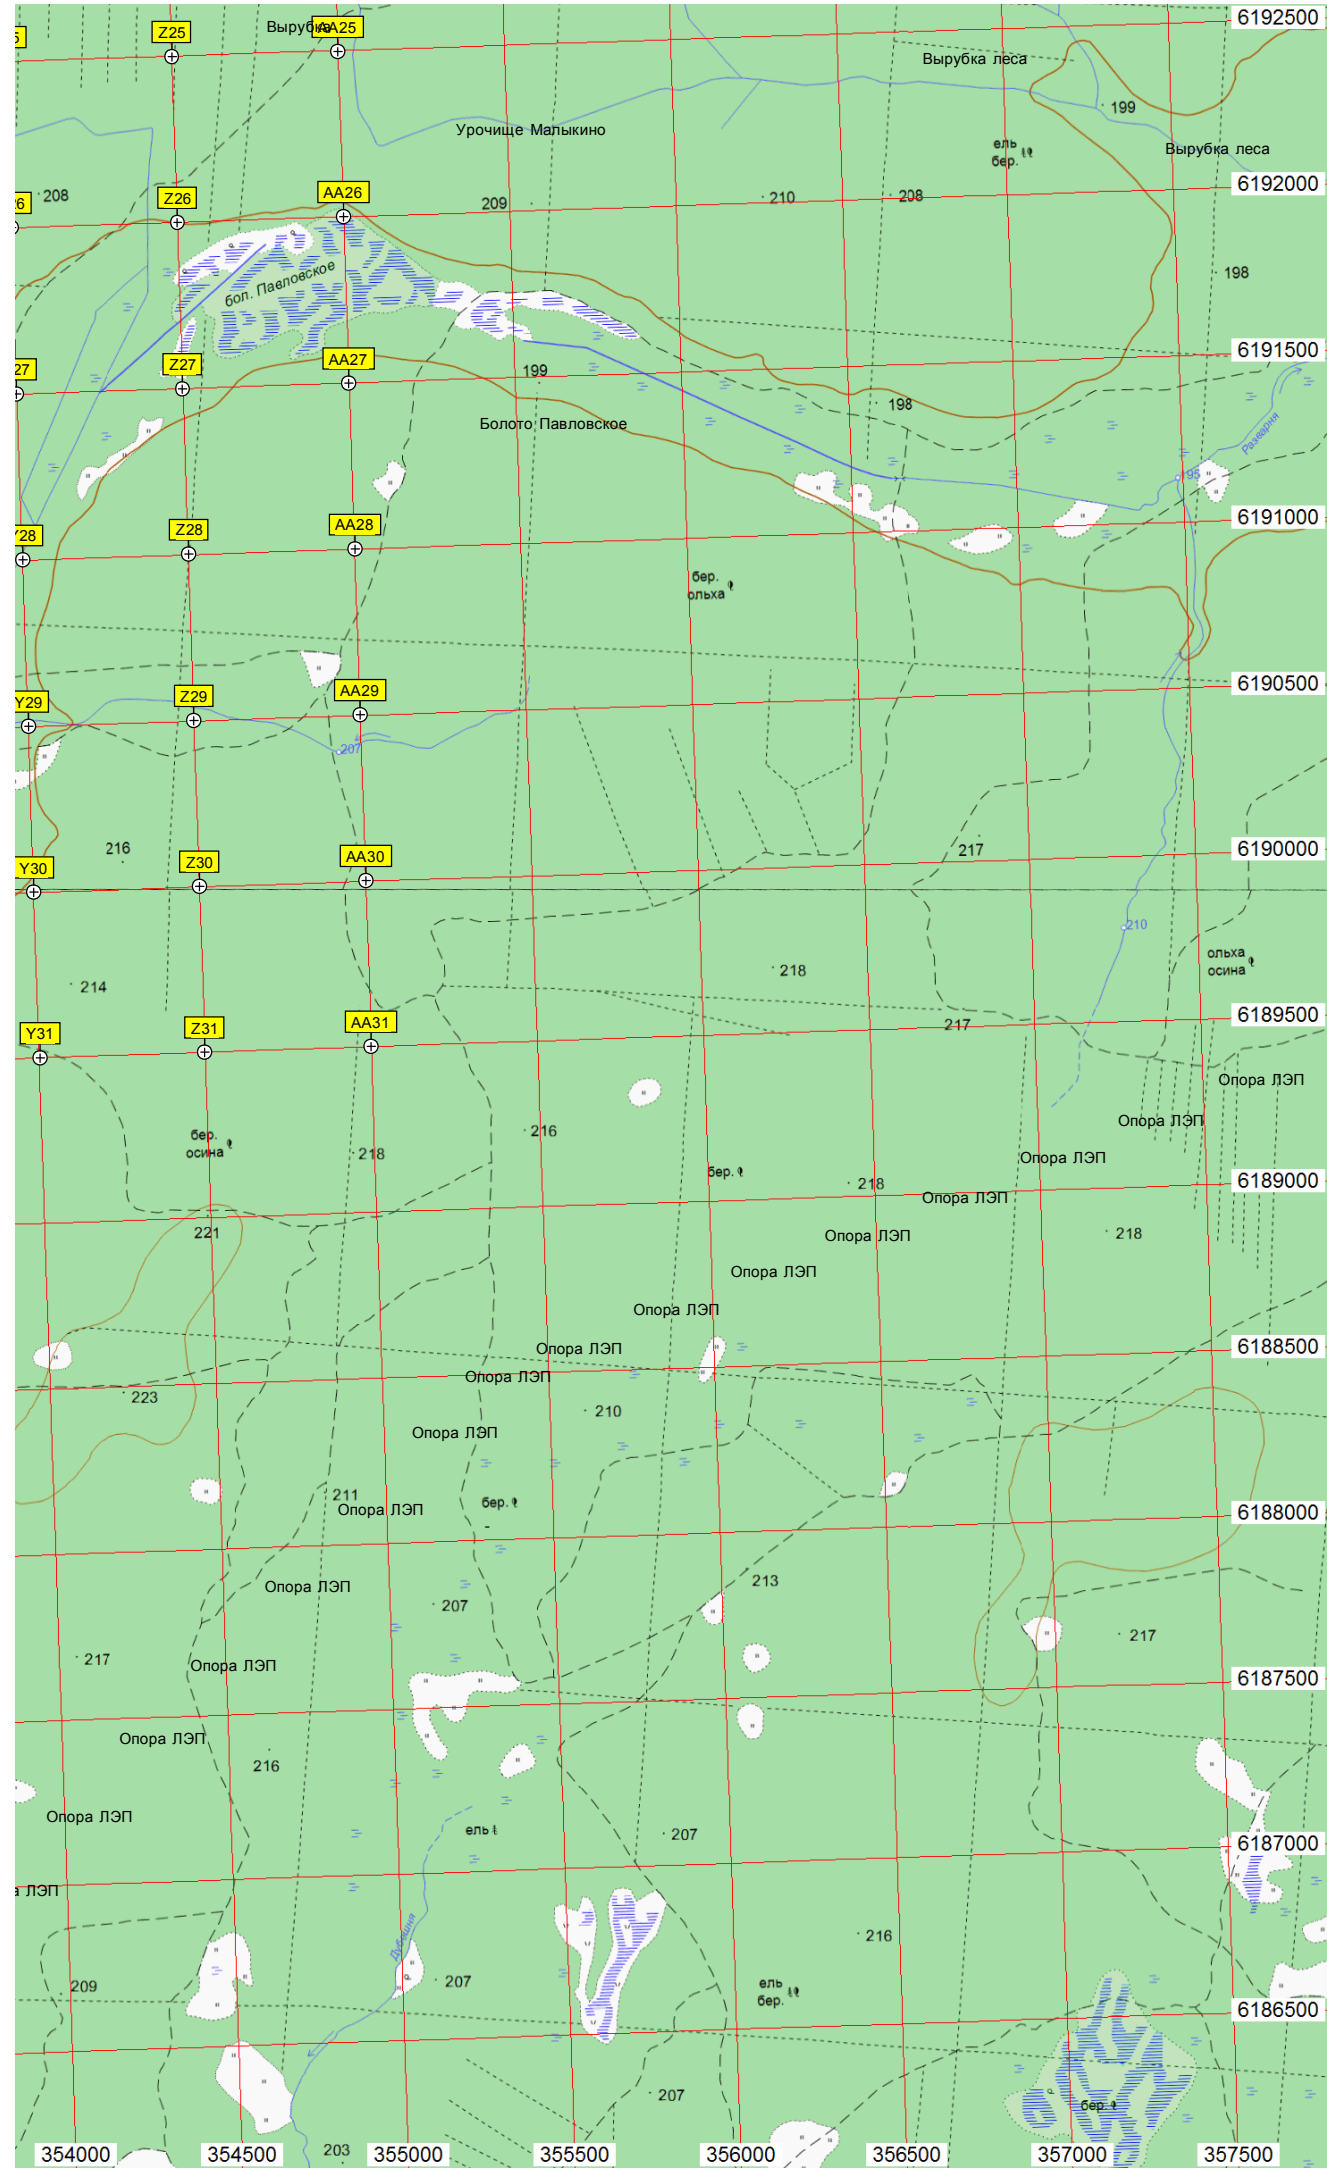 6192500
Z25
Вырубка
AA25
5
Вырубка леса
199
Урочище Малыкино
ель
бер.
Вырубка леса
6192000
208
Z26
AA26
26
209
210
208
198
бол. Павловское
6191500
Z27
AA27
27
199
198
Болото Павловское
Разварня
195
6191000
Y28
Z28
AA28
бер.
ольха
6190500
Y29
Z29
AA29
207
216
217
6190000
Y30
Z30
AA30
210
ольха
осина
214
218
6189500
Y31
Z31
AA31
217
Опора ЛЭП
Опора ЛЭП
216
бер.
осина
218
Опора ЛЭП
бер.
218
6189000
Опора ЛЭП
221
218
Опора ЛЭП
Опора ЛЭП
Опора ЛЭП
6188500
Опора ЛЭП
Опора ЛЭП
223
210
Опора ЛЭП
211
бер.
Опора ЛЭП
6188000
213
Опора ЛЭП
207
217
217
Опора ЛЭП
6187500
Опора ЛЭП
216
Опора ЛЭП
ель
207
6187000
а ЛЭП
216
209
207
ель
бер.
6186500
207
бер.
203
354000
354500
355000
355500
356000
356500
357000
357500